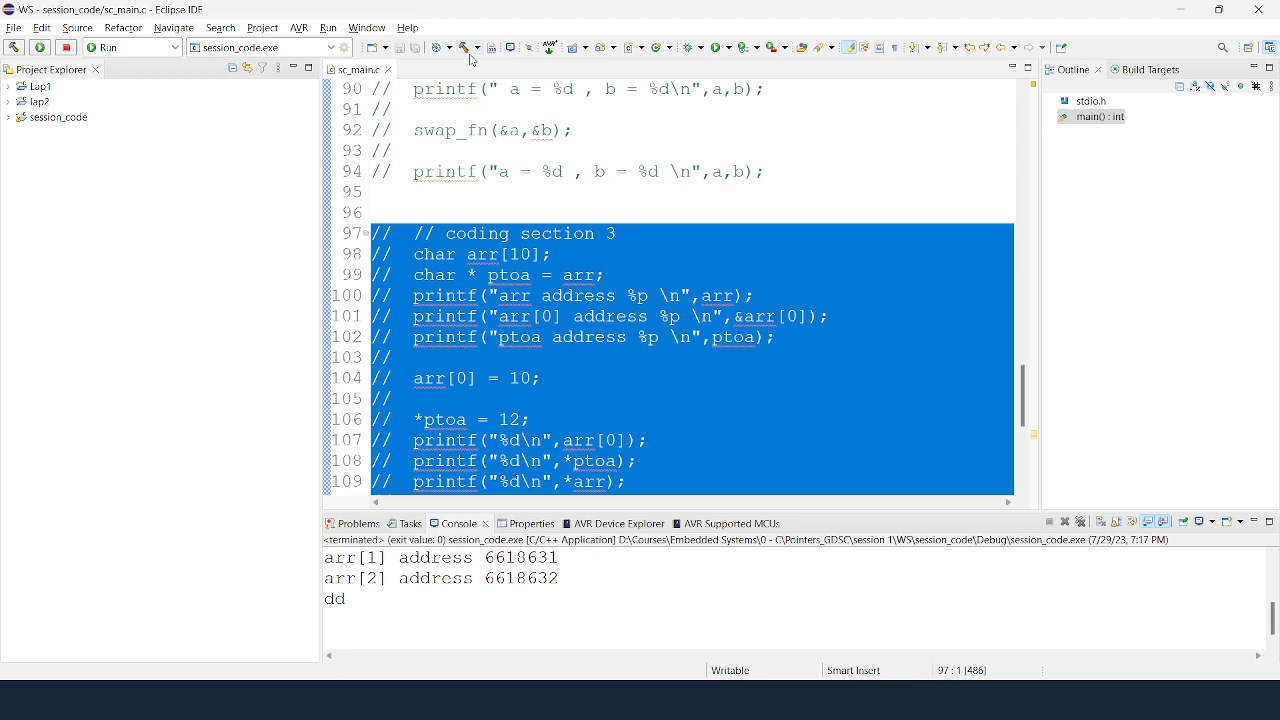 WS - session_code/sc_main.c - Eclipse IDE
File Edit Source Refactor Navigate Search Project AVR Run Window Help
Run session_code.exe
Project Explorer
Lap1
lap2
session_code
sc_main.c
90 // printf(" a = %d , b = %d\n",a,b);
91 //
92 // swap_fn(&a,&b);
93 //
94 // printf("a = %d , b = %d \n",a,b);
95
96
97 // // coding section 3
98 // char arr[10];
99 // char * ptoa = arr;
100 // printf("arr address %p \n",arr);
101 // printf("arr[0] address %p \n",&arr[0]);
102 // printf("ptoa address %p \n",ptoa);
103 //
104 // arr[0] = 10;
105 //
106 // *ptoa = 12;
107 // printf("%d\n",arr[0]);
108 // printf("%d\n",*ptoa);
109 // printf("%d\n",*arr);
Outline Build Targets
stdio.h
main() : int
Problems Tasks Console Properties AVR Device Explorer AVR Supported MCUs
<terminated> (exit value: 0) session_code.exe [C/C++ Application] D:\Courses\Embedded Systems\0 - C\Pointers_GDSC\session 1\WS\session_code\Debug\session_code.exe (7/29/23, 7:17 PM)
arr[1] address 6618631
arr[2] address 6618632
dd
Writable Smart Insert 97 : 1 [486]